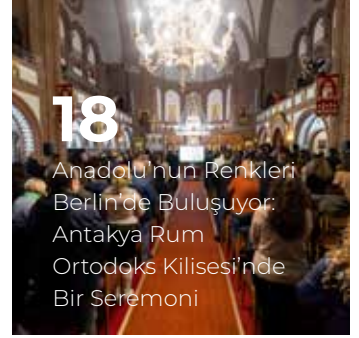 18
Anadolu'nun Renkleri
Berlin'de Buluşuyor:
Antakya Rum
Ortodoks Kilisesi'nde
Bir Seremoni